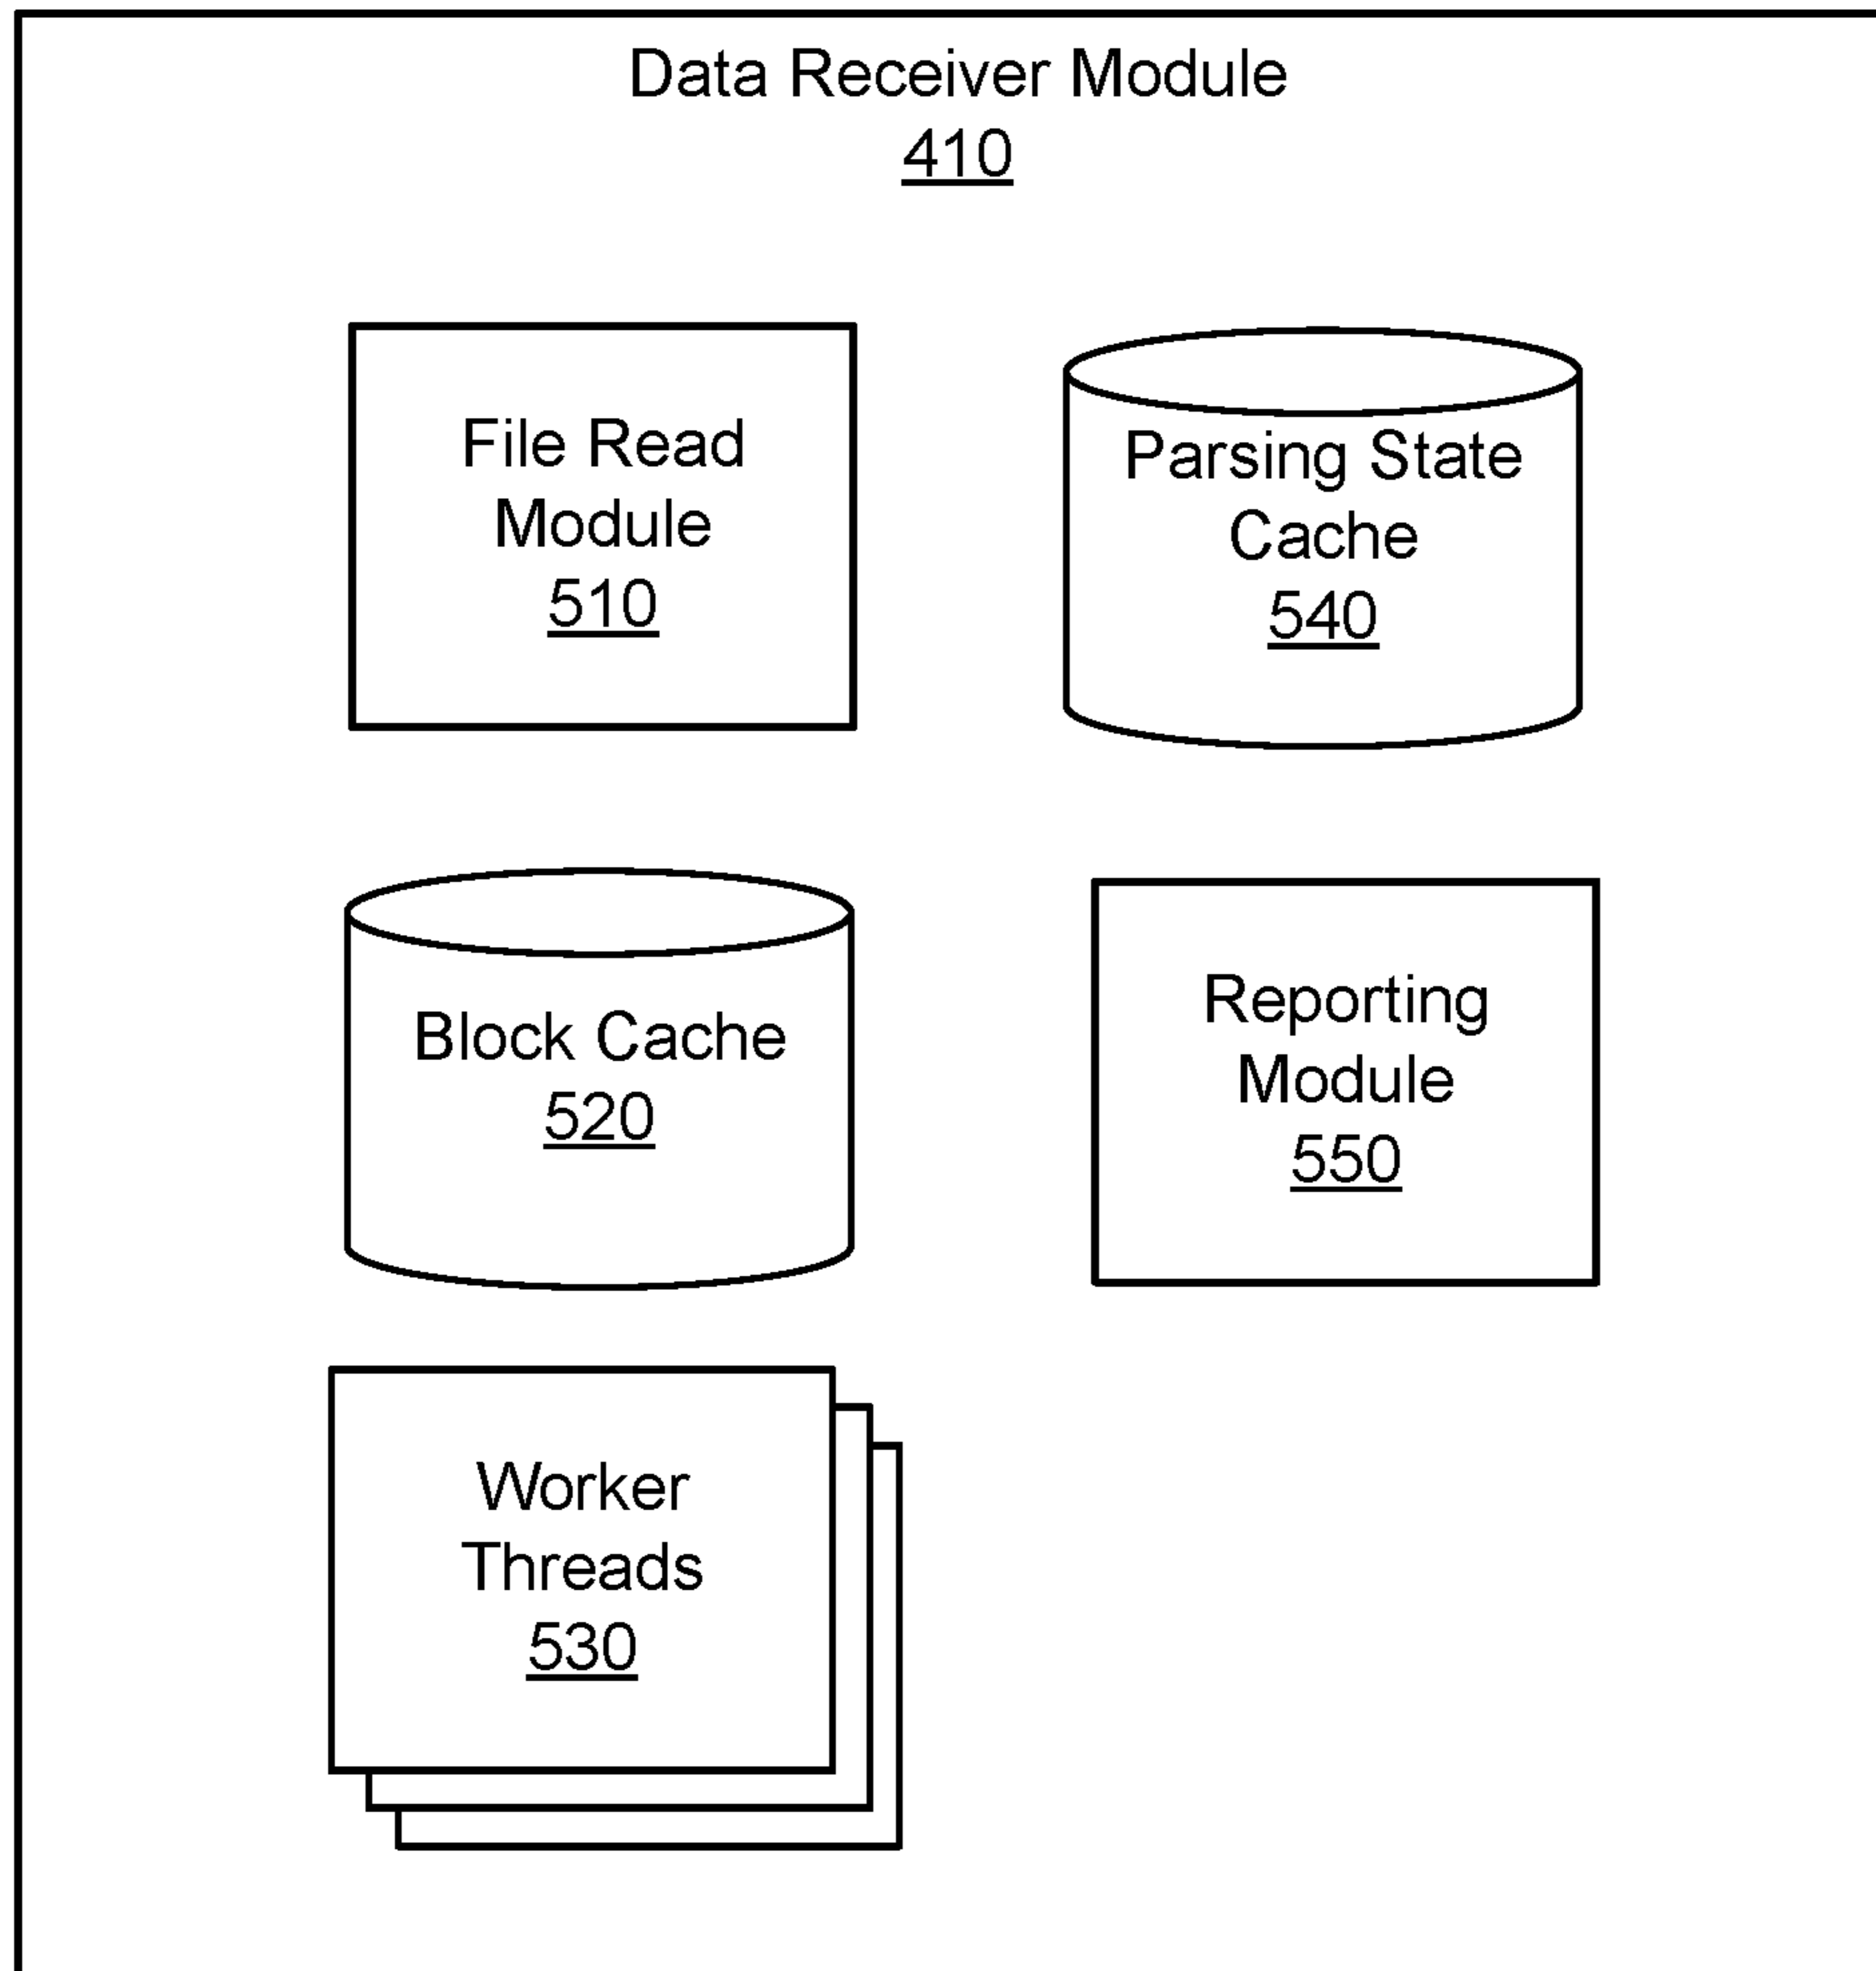 Data Receiver Module
410
File Read
Module
510
Parsing State
Cache
540
Block Cache
520
Reporting
Module
550
Worker
Threads
530